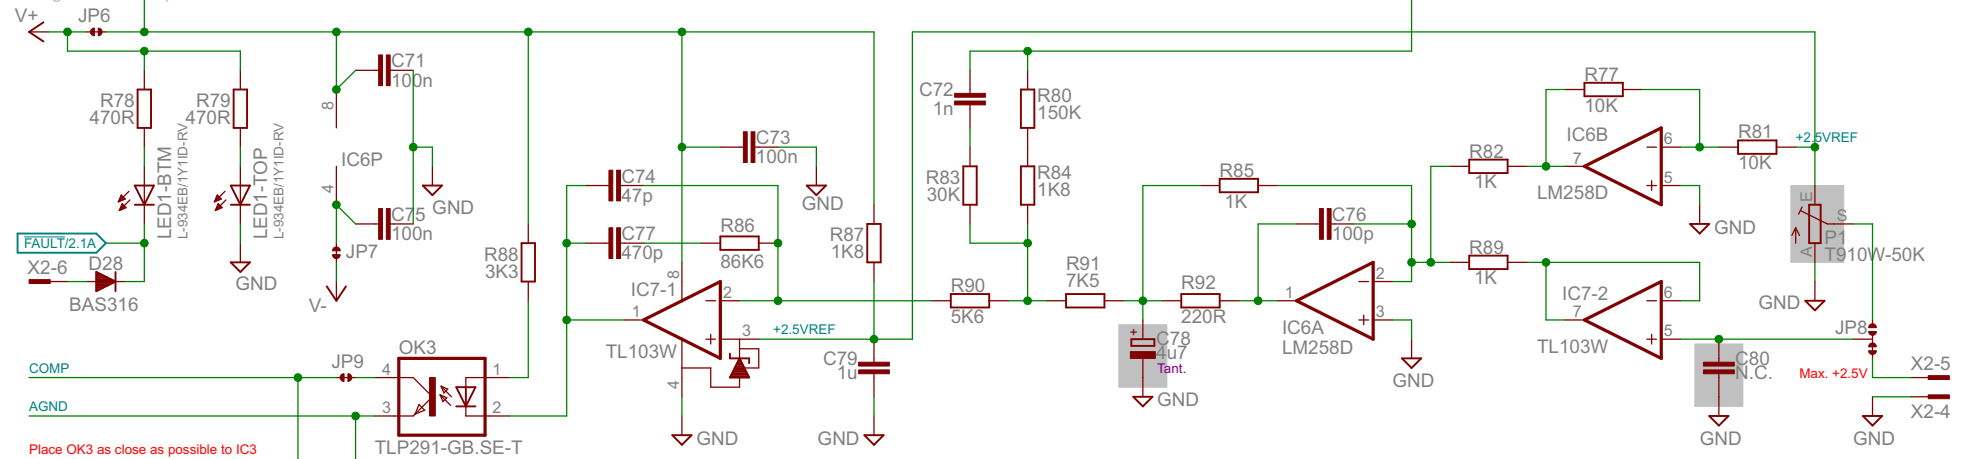 V+
JP6
C71
100n
8
R78
470R
R79
470R
LED1-BTM
L-934EB/1Y1ID-RV
LED1-TOP
L-934EB/1Y1ID-RV
IC6P
4
C75
100n
GND
JP7
V-
FAULT/2.1A
X2-6
D28
BAS316
GND
R88
3K3
C73
100n
GND
C74
47p
C77
470p
R86
86K6
R87
1K8
IC7-1
8
1
2
3
4
TL103W
+2.5VREF
C79
1u
GND
GND
COMP
AGND
JP9
OK3
4
3
1
2
TLP291-GB.SE-T
Place OK3 as close as possible to IC3
C72
1n
R80
150K
R83
30K
R84
1K8
R90
5K6
R91
7K5
R92
220R
R85
1K
C76
100p
+
C78
4u7
Tant.
GND
1
2
3
IC6A
LM258D
GND
R77
10K
IC6B
7
6
5
LM258D
R81
10K
+2.5VREF
GND
R82
1K
R89
1K
IC7-2
7
6
5
TL103W
E
S
A
P1
T910W-50K
GND
JP8
C80
N.C.
GND
Max. +2.5V
X2-5
X2-4
GND